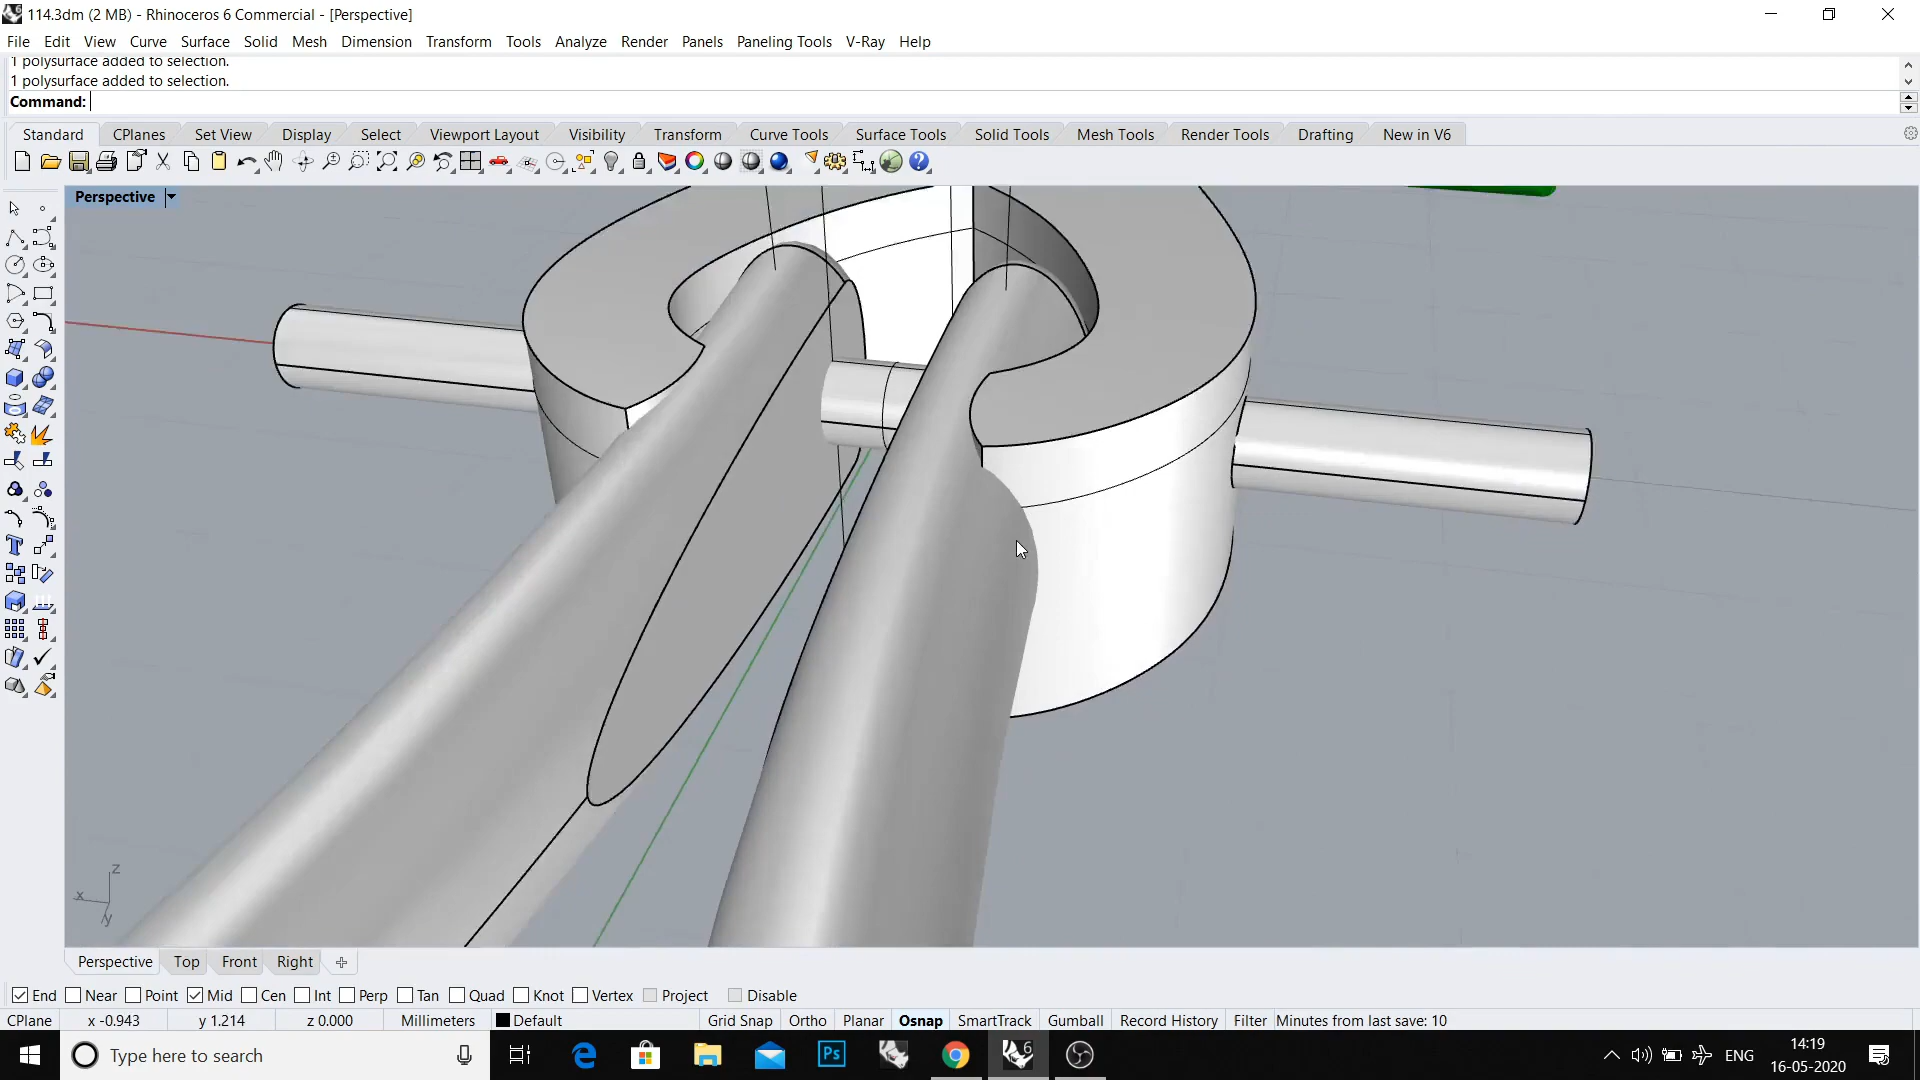 114.3dm (2 MB) - Rhinoceros 6 Commercial - [Perspective]
File Edit View Curve Surface Solid Mesh Dimension Transform Tools Analyze Render Panels Paneling Tools V-Ray Help
1 polysurface added to selection.
1 polysurface added to selection.
Command:
Standard CPlanes Set View Display Select Viewport Layout Visibility Transform Curve Tools Surface Tools Solid Tools Mesh Tools Render Tools Drafting New in V6
Perspective
z
x
y
Perspective Top Front Right
End Near Point Mid Cen Int Perp Tan Quad Knot Vertex Project Disable
CPlane x -0.943 y 1.214 z 0.000 Millimeters Default Grid Snap Ortho Planar Osnap SmartTrack Gumball Record History Filter Minutes from last save: 10
Type here to search Ps 6 ENG 14:19
16-05-2020